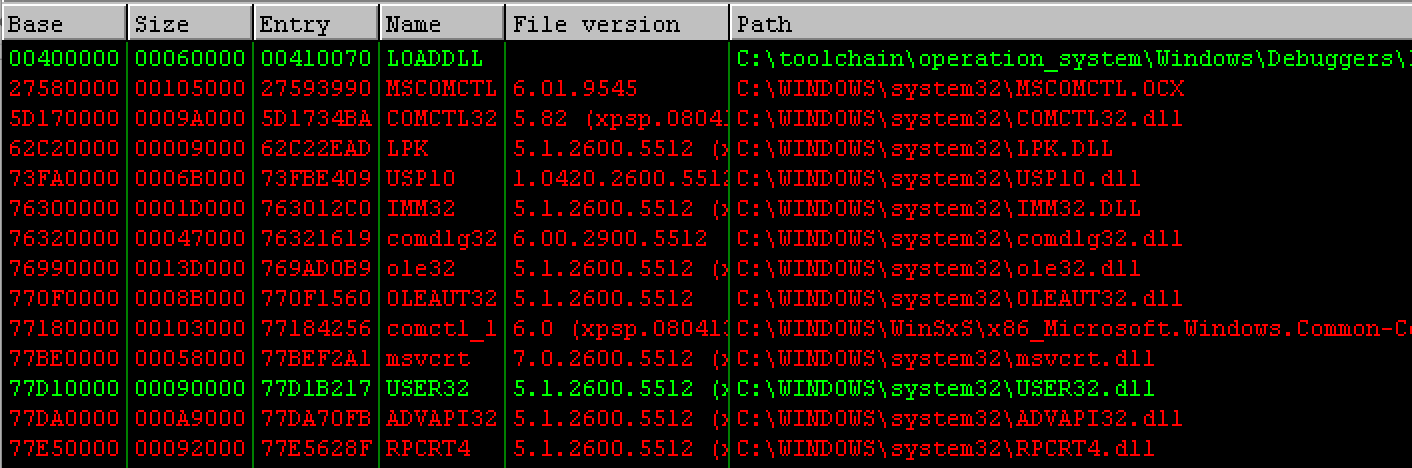 Base Size Entry Name File version Path
00400000 00060000 00410070 LOADDLL C:\toolchain\operation_system\Windows\Debuggers\
27580000 00105000 27593990 MSCOMCTL 6.01.9545 C:\WINDOWS\system32\MSCOMCTL.OCX
5D170000 0009A000 5D1734BA COMCTL32 5.82 (xpsp.0804 C:\WINDOWS\system32\COMCTL32.dll
62C20000 00009000 62C22EAD LPK 5.1.2600.5512 ( C:\WINDOWS\system32\LPK.DLL
73FA0000 0006B000 73FBE409 USP10 1.0420.2600.551 C:\WINDOWS\system32\USP10.dll
76300000 0001D000 763012C0 IMM32 5.1.2600.5512 ( C:\WINDOWS\system32\IMM32.DLL
76320000 00047000 76321619 comdlg32 6.00.2900.5512 C:\WINDOWS\system32\comdlg32.dll
76990000 0013D000 769AD0B9 ole32 5.1.2600.5512 ( C:\WINDOWS\system32\ole32.dll
770F0000 0008B000 770F1560 OLEAUT32 5.1.2600.5512 C:\WINDOWS\system32\OLEAUT32.dll
77180000 00103000 77184256 comctl_1 6.0 (xpsp.08041 C:\WINDOWS\WinSxS\x86_Microsoft.Windows.Common-C
77BE0000 00058000 77BEF2A1 msvcrt 7.0.2600.5512 ( C:\WINDOWS\system32\msvcrt.dll
77D10000 00090000 77D1B217 USER32 5.1.2600.5512 ( C:\WINDOWS\system32\USER32.dll
77DA0000 000A9000 77DA70FB ADVAPI32 5.1.2600.5512 ( C:\WINDOWS\system32\ADVAPI32.dll
77E50000 00092000 77E5628F RPCRT4 5.1.2600.5512 ( C:\WINDOWS\system32\RPCRT4.dll